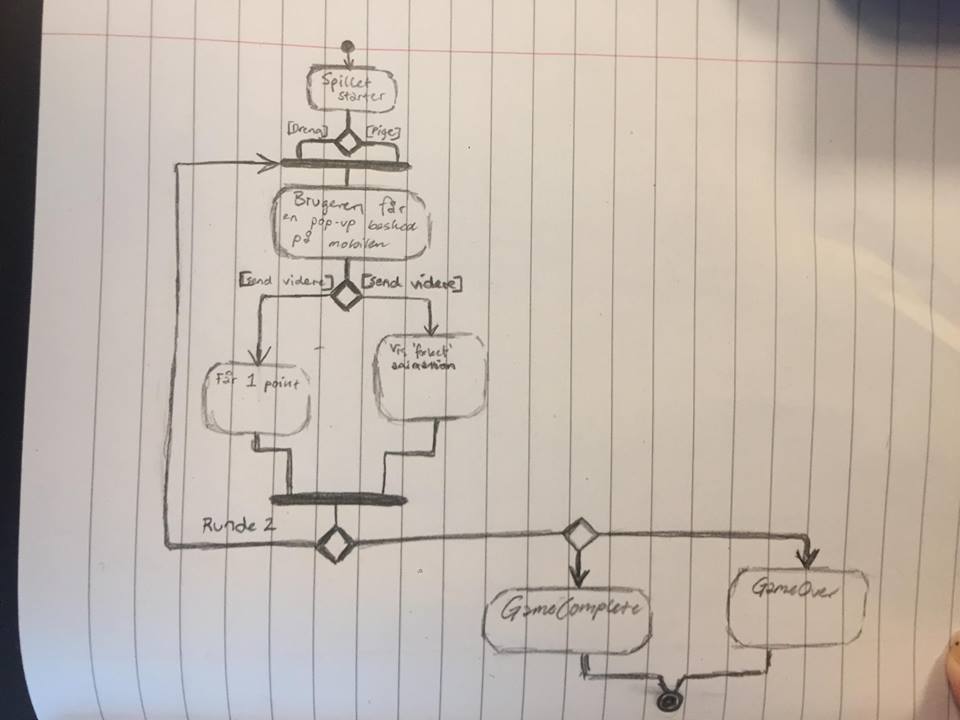 Spillet
starter
[Dreng] [Pige]
Brugeren får
en pop-up besked
på mobilen
[send videre] [send videre]
Vis 'forkert'
animation
Får 1 point
Runde 2
GameComplete
GameOver